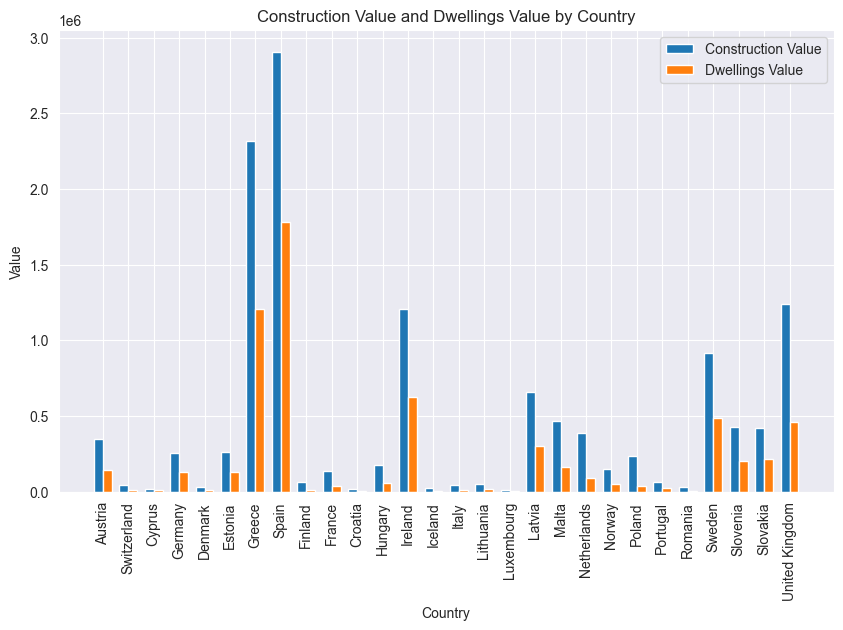 Construction Value and Dwellings Value by Country
1e6
Construction Value
Dwellings Value
3.0
2.5
2.0
1.5
1.0
0.5
0.0
Value
Austria
Switzerland
Cyprus
Germany
Denmark
Estonia
Greece
Spain
Finland
France
Croatia
Hungary
Ireland
Iceland
Italy
Lithuania
Luxembourg
Latvia
Malta
Netherlands
Norway
Poland
Portugal
Romania
Sweden
Slovenia
Slovakia
United Kingdom
Country